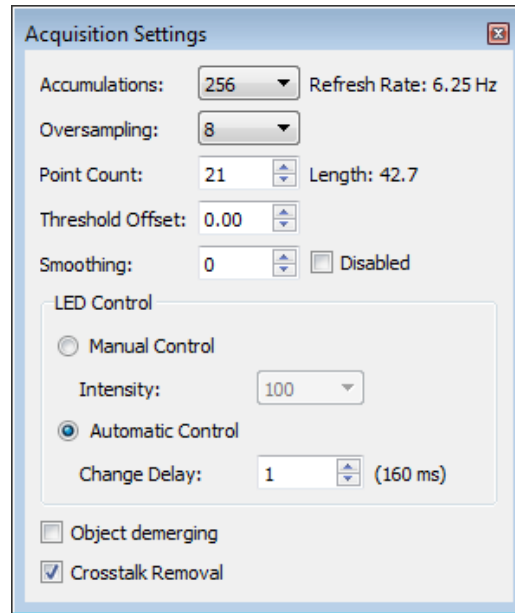 Acquisition Settings
Accumulations: 256 Refresh Rate: 6.25 Hz
Oversampling: 8
Point Count: 21 Length: 42.7
Threshold Offset: 0.00
Smoothing: 0 Disabled
LED Control
Manual Control
Intensity: 100
Automatic Control
Change Delay: 1 (160 ms)
Object demerging
Crosstalk Removal